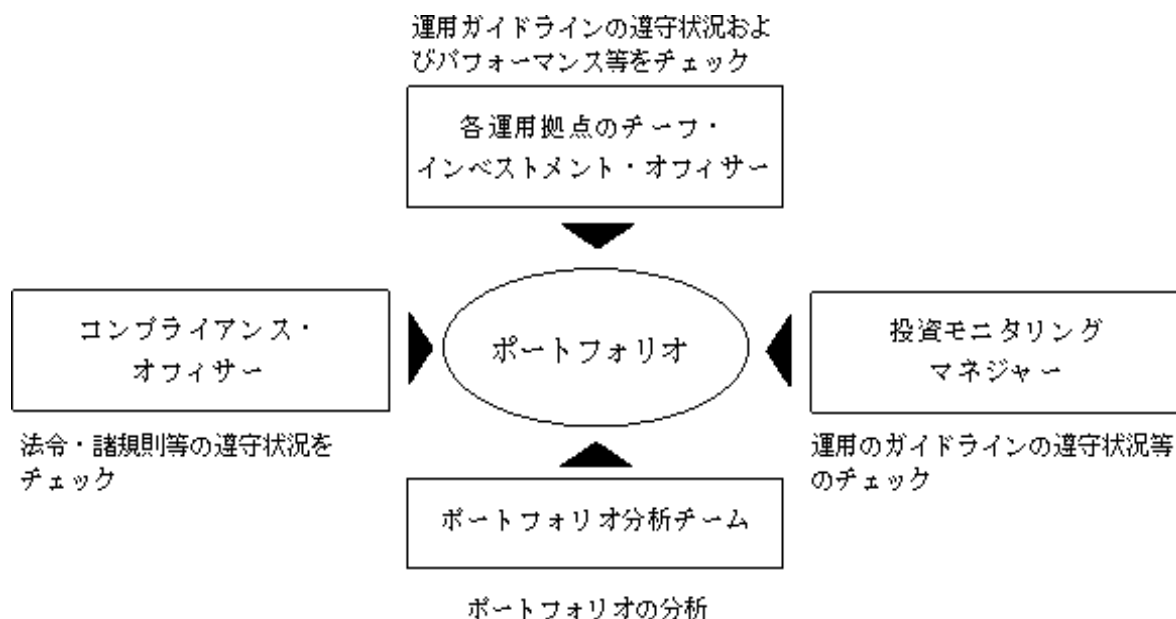 運用ガイドラインの遵守状況およ
びパフォーマンス等をチェック
各運用拠点のチーフ・
インベストメント・オフィサー
コンプライアンス・
オフィサー
法令・諸規則等の遵守状況を
チェック
ポートフォリオ
投資モニタリング
マネジャー
運用のガイドラインの遵守状況等
のチェック
ポートフォリオ分析チーム
ポートフォリオの分析